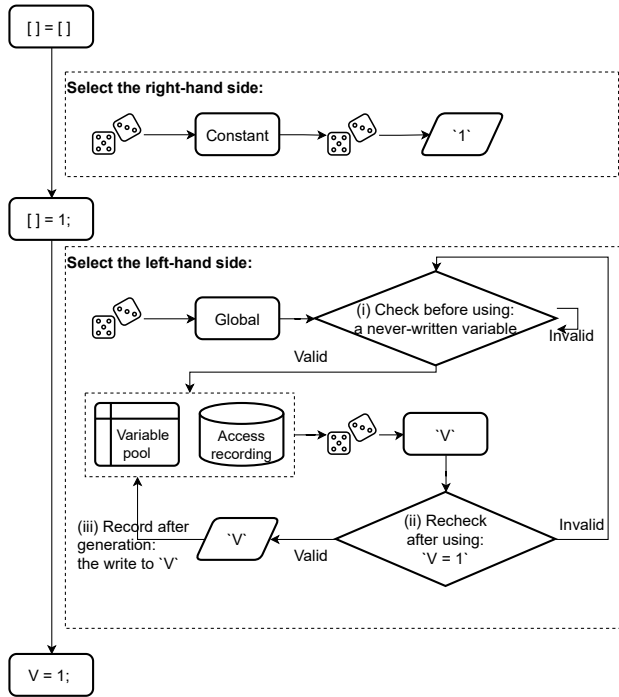 [ ] = [ ]
Select the right-hand side:
Constant
`1`
[ ] = 1;
Select the left-hand side:
Global
(i) Check before using:
a never-written variable
Invalid
Valid
Variable
pool
Access
recording
`V`
(ii) Recheck
after using:
`V = 1`
Invalid
Valid
`V`
(iii) Record after
generation:
the write to `V`
V = 1;